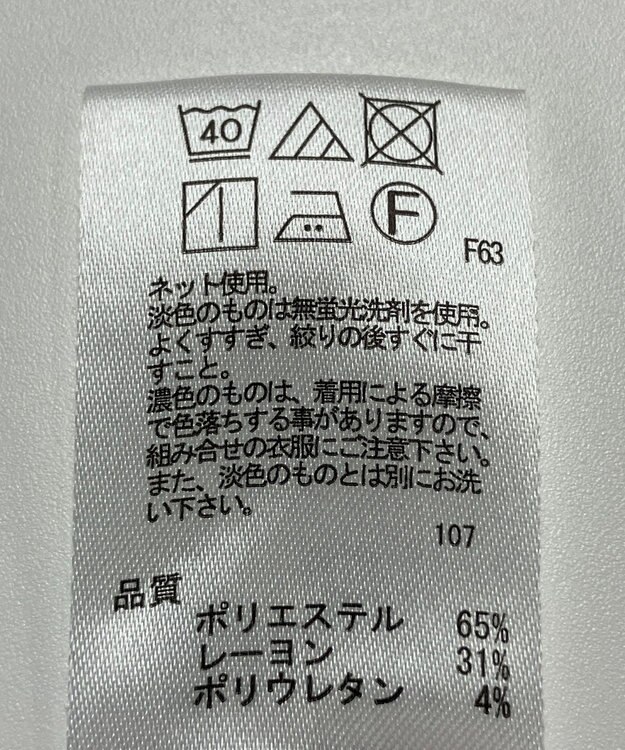 40
F
F63
ネット使用。
淡色のものは無蛍光洗剤を使用。
よくすすぎ、絞りの後すぐに干
すこと。
濃色のものは、着用による摩擦
で色落ちする事がありますので、
組み合せの衣服にご注意下さい。
また、淡色のものとは別にお洗
い下さい。
107
品質
ポリエステル 65%
レーヨン 31%
ポリウレタン 4%